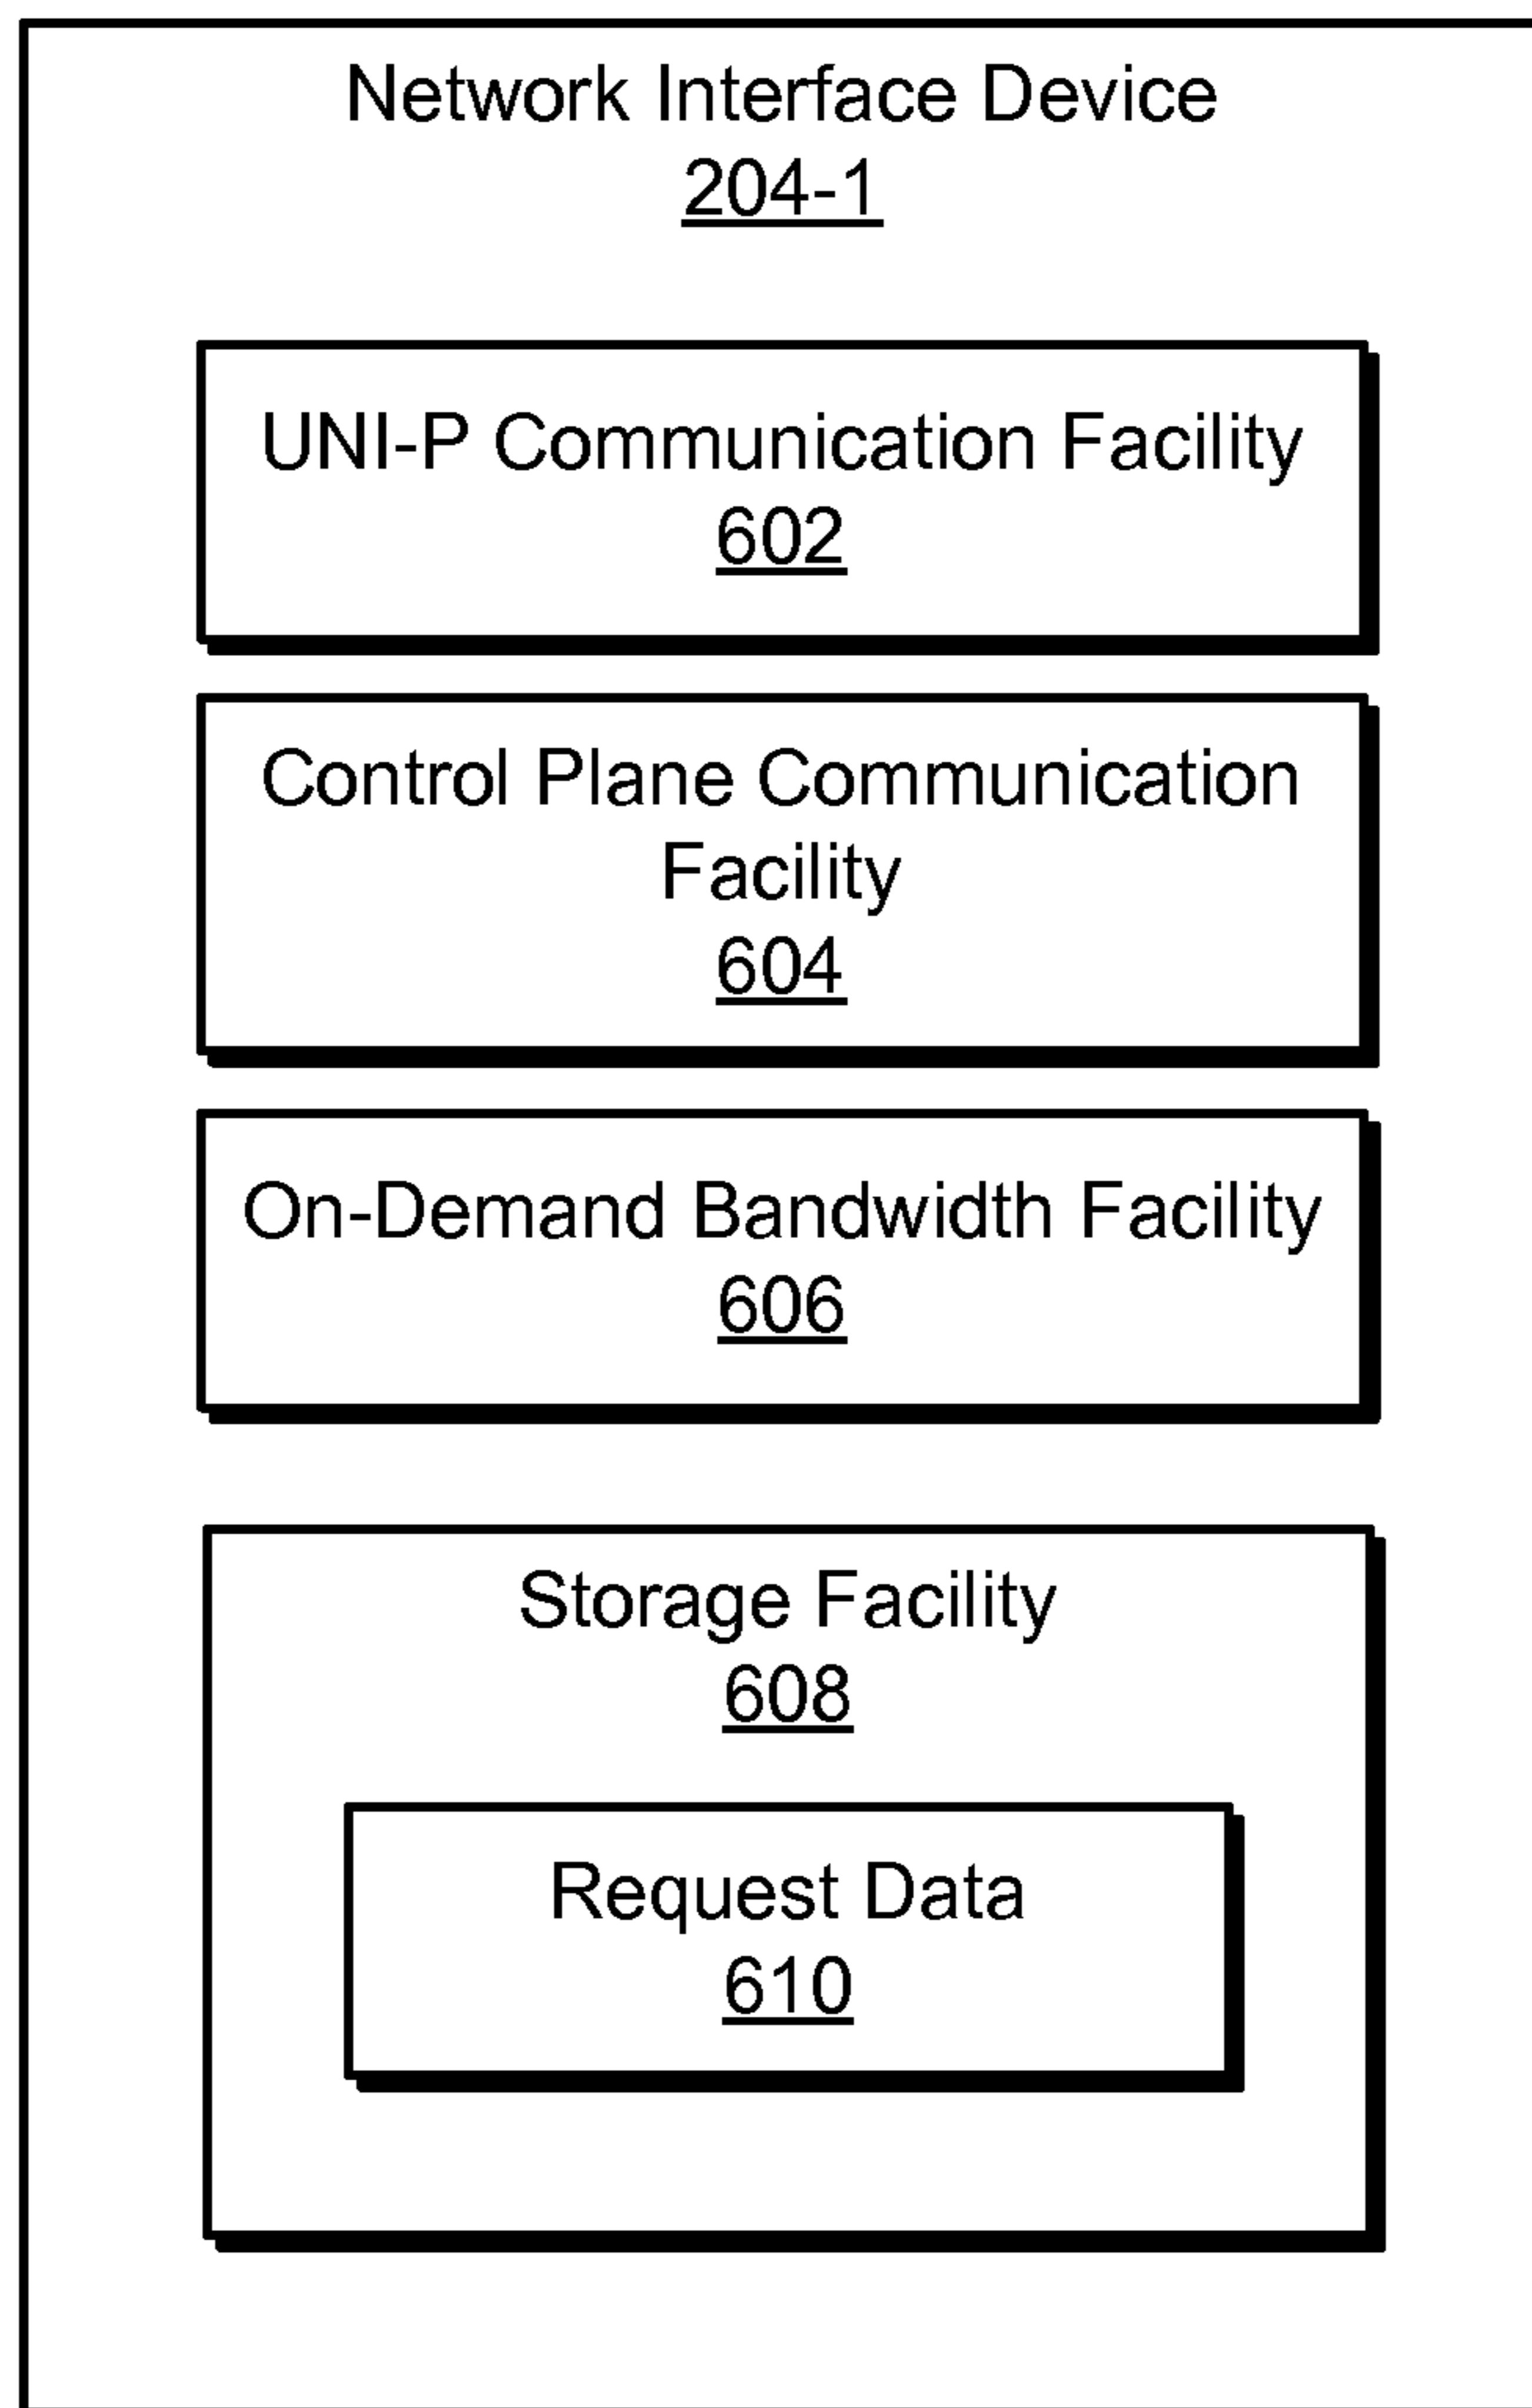 Network Interface Device
204-1
UNI-P Communication Facility
602
Control Plane Communication
Facility
604
On-Demand Bandwidth Facility
606
Storage Facility
608
Request Data
610